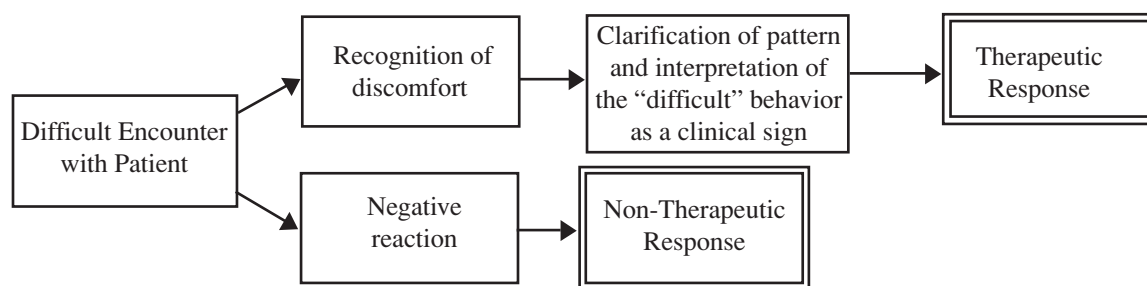 Difficult Encounter
with Patient
Recognition of
discomfort
Clarification of pattern
and interpretation of
the “difficult” behavior
as a clinical sign
Therapeutic
Response
Negative
reaction
Non-Therapeutic
Response